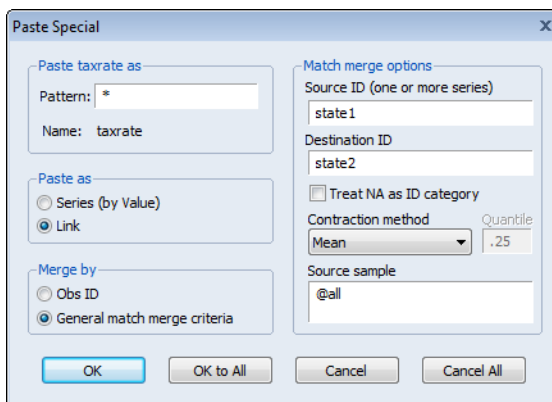 Paste Special
x
Paste taxrate as
Pattern: *
Name: taxrate
Paste as
Series (by Value)
Link
Merge by
Obs ID
General match merge criteria
Match merge options
Source ID (one or more series)
state1
Destination ID
state2
Treat NA as ID category
Contraction method Quantile
Mean .25
Source sample
@all
OK OK to All Cancel Cancel All